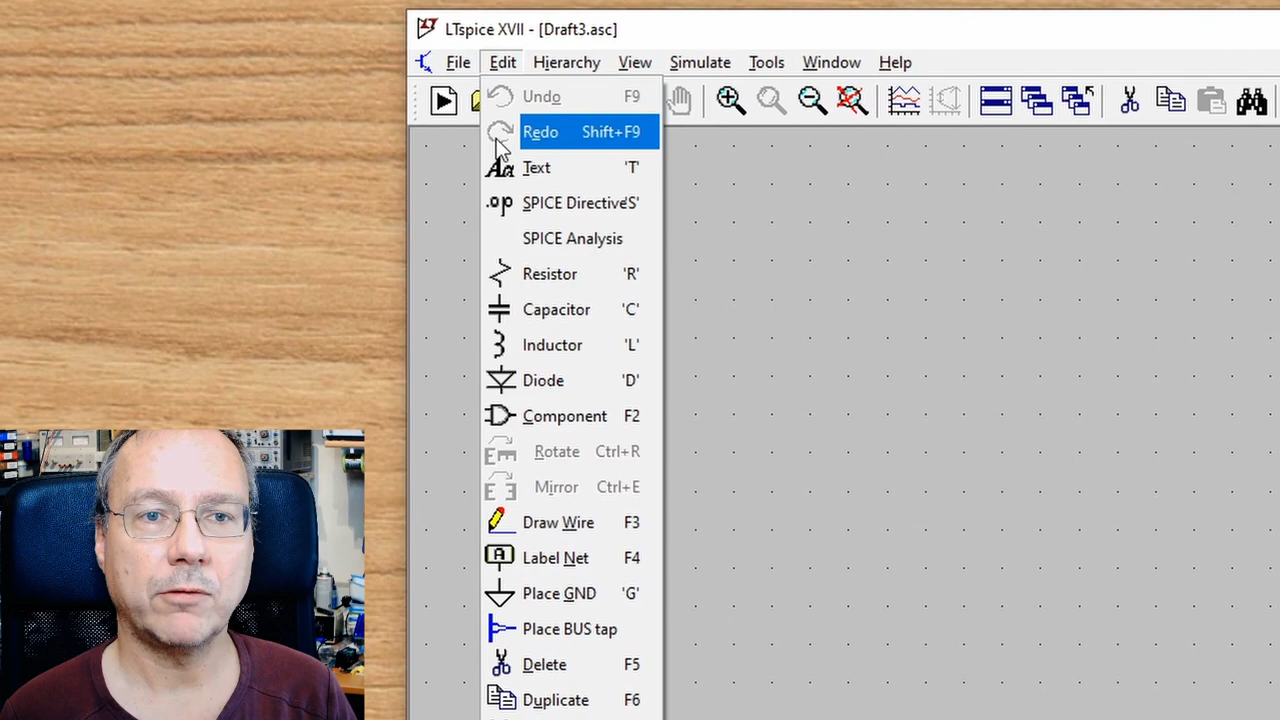 LTspice XVII - [Draft3.asc]
File Edit Hierarchy View Simulate Tools Window Help
Undo F9
Redo Shift+F9
Aa Text 'T'
.op SPICE Directive'S'
SPICE Analysis
Resistor 'R'
Capacitor 'C'
Inductor 'L'
Diode 'D'
Component F2
Rotate Ctrl+R
Mirror Ctrl+E
Draw Wire F3
A Label Net F4
Place GND 'G'
Place BUS tap
Delete F5
Duplicate F6